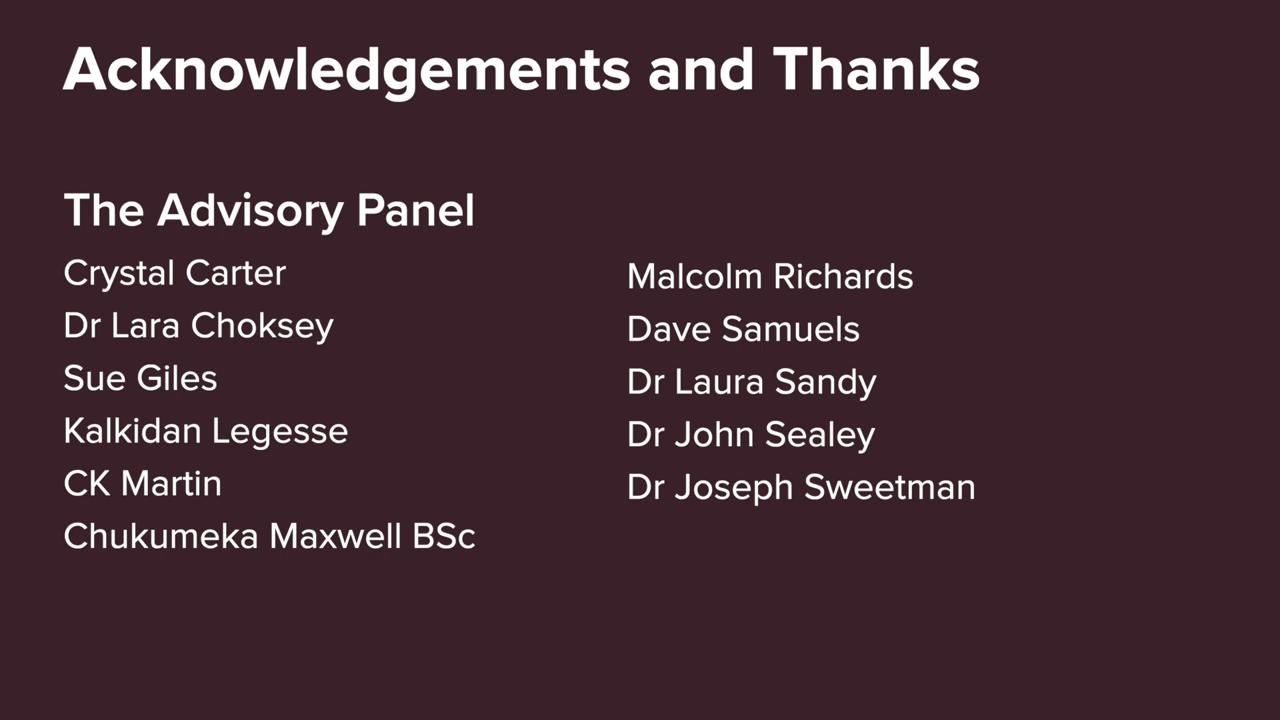 Acknowledgements and Thanks
The Advisory Panel
Crystal Carter
Dr Lara Choksey
Sue Giles
Kalkidan Legesse
CK Martin
Chukumeka Maxwell BSc
Malcolm Richards
Dave Samuels
Dr Laura Sandy
Dr John Sealey
Dr Joseph Sweetman